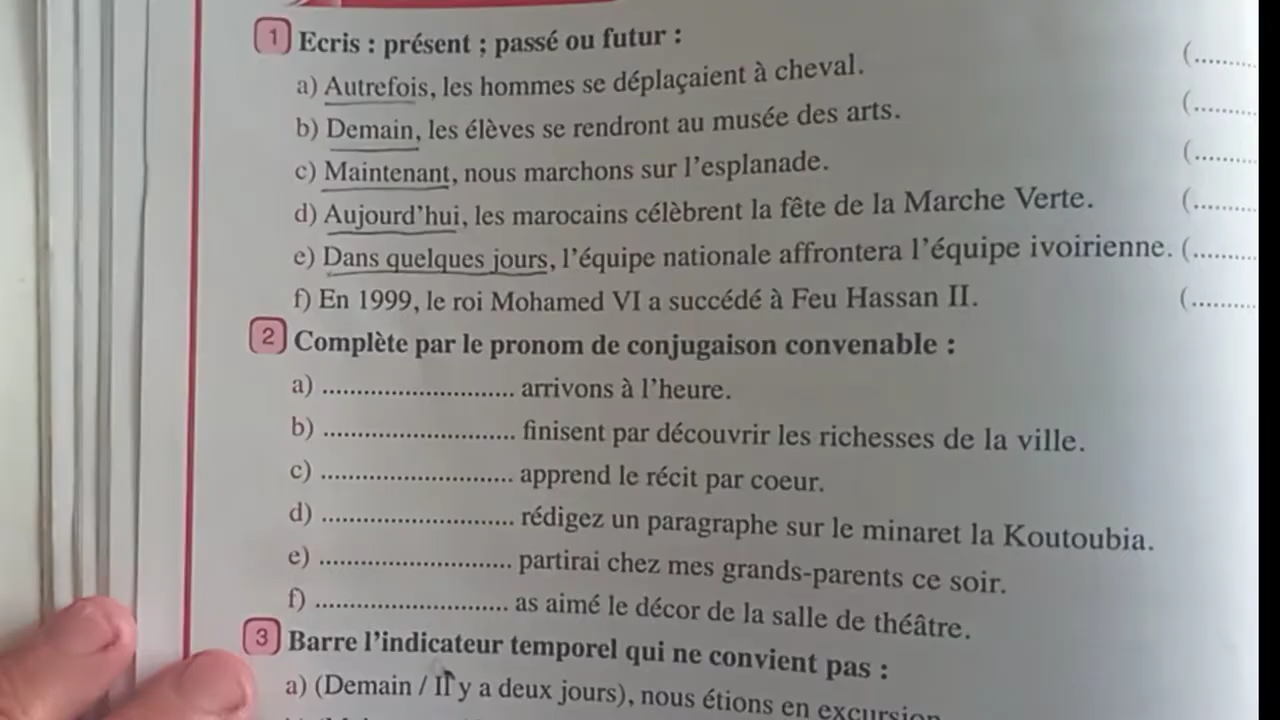 1 Ecris : présent ; passé ou futur :
a) Autrefois, les hommes se déplaçaient à cheval. (..........
b) Demain, les élèves se rendront au musée des arts. (..........
c) Maintenant, nous marchons sur l'esplanade. (..........
d) Aujourd'hui, les marocains célèbrent la fête de la Marche Verte. (..........
e) Dans quelques jours, l'équipe nationale affrontera l'équipe ivoirienne. (..........
f) En 1999, le roi Mohamed VI a succédé à Feu Hassan II. (..........
2 Complète par le pronom de conjugaison convenable :
a) ............................ arrivons à l'heure.
b) ............................ finisent par découvrir les richesses de la ville.
c) ............................ apprend le récit par coeur.
d) ............................ rédigez un paragraphe sur le minaret la Koutoubia.
e) ............................ partirai chez mes grands-parents ce soir.
f) ............................ as aimé le décor de la salle de théâtre.
3 Barre l'indicateur temporel qui ne convient pas :
a) (Demain / Il y a deux jours), nous étions en excursion